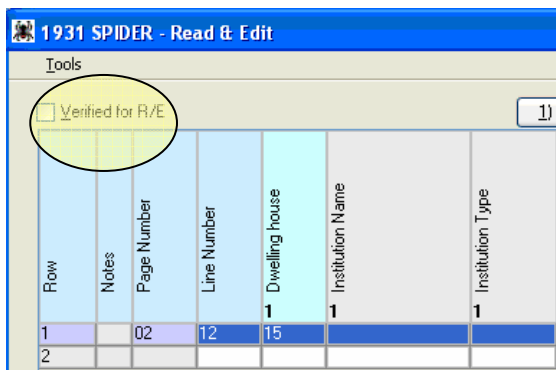 1931 SPIDER - Read & Edit
Tools
Verified for R/E
1)
Row
Notes
Page Number
Line Number
Dwelling house
Institution Name
Institution Type
1 1 1
1 02 12 15
2